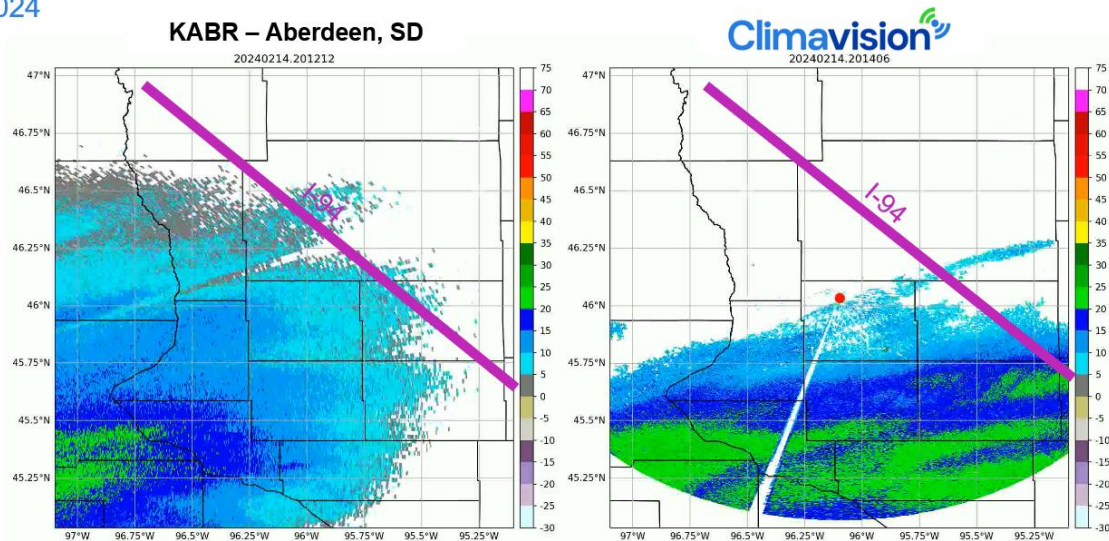 024
KABR – Aberdeen, SD
Climavision
20240214.201212
20240214.201406
47°N
46.75°N
46.5°N
46.25°N
46°N
45.75°N
45.5°N
45.25°N
97°W
96.75°W
96.5°W
96.25°W
96°W
95.75°W
95.5°W
95.25°W
I-94
75
70
65
60
55
50
45
40
35
30
25
20
15
10
5
0
-5
-10
-15
-20
-25
-30
47°N
46.75°N
46.5°N
46.25°N
46°N
45.75°N
45.5°N
45.25°N
97°W
96.75°W
96.5°W
96.25°W
96°W
95.75°W
95.5°W
95.25°W
I-94
75
70
65
60
55
50
45
40
35
30
25
20
15
10
5
0
-5
-10
-15
-20
-25
-30